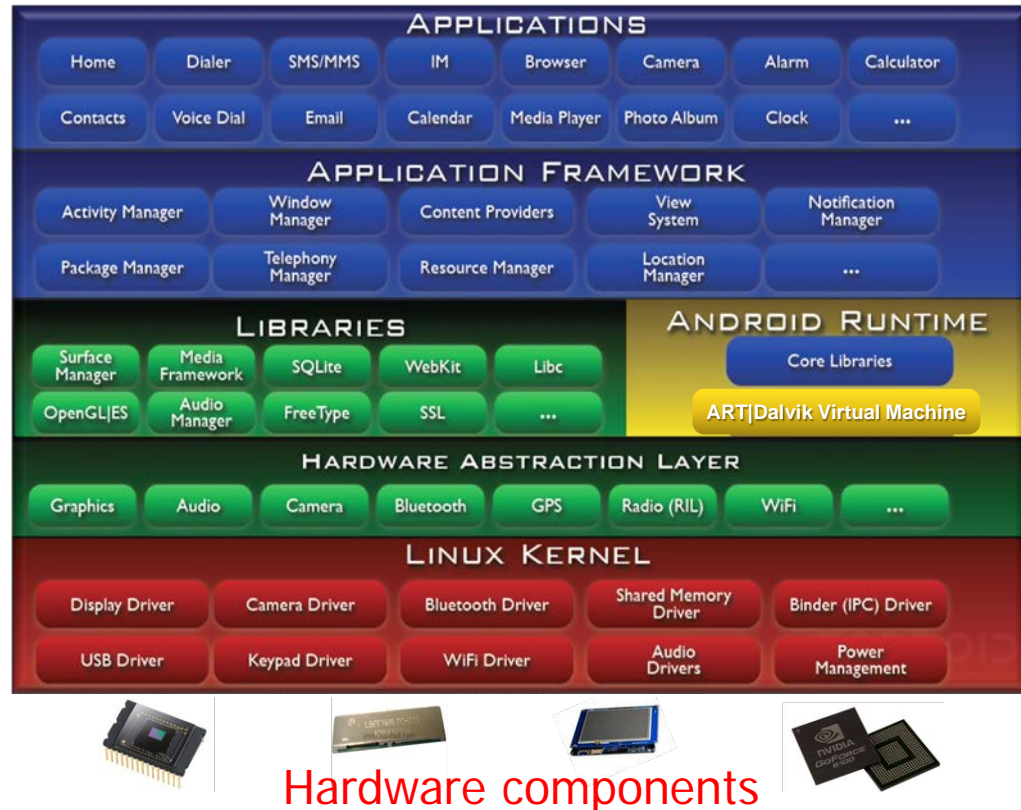 APPLICATIONS
Home Dialer SMS/MMS IM Browser Camera Alarm Calculator
Contacts Voice Dial Email Calendar Media Player Photo Album Clock ...
APPLICATION FRAMEWORK
Activity Manager Window Manager Content Providers View System Notification Manager
Package Manager Telephony Manager Resource Manager Location Manager ...
LIBRARIES
Surface Manager Media Framework SQLite WebKit Libc
OpenGL|ES Audio Manager FreeType SSL ...
ANDROID RUNTIME
Core Libraries
ART|Dalvik Virtual Machine
HARDWARE ABSTRACTION LAYER
Graphics Audio Camera Bluetooth GPS Radio (RIL) WiFi ...
LINUX KERNEL
Display Driver Camera Driver Bluetooth Driver Shared Memory Driver Binder (IPC) Driver
USB Driver Keypad Driver WiFi Driver Audio Drivers Power Management
NVIDIA
GOFORCE
Hardware components